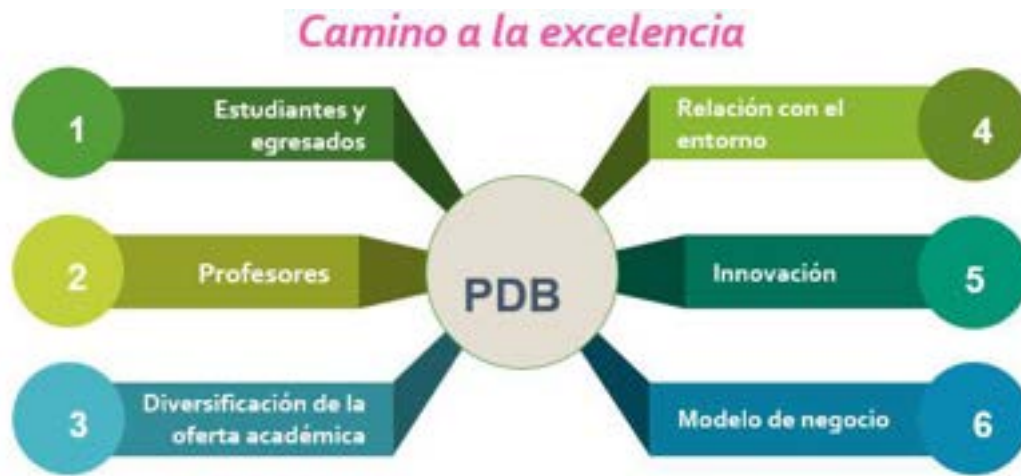 Camino a la excelencia
1
Estudiantes y
egresados
2
Profesores
3
Diversificación de la
oferta académica
PDB
Relación con el
entorno
4
Innovación
5
Modelo de negocio
6